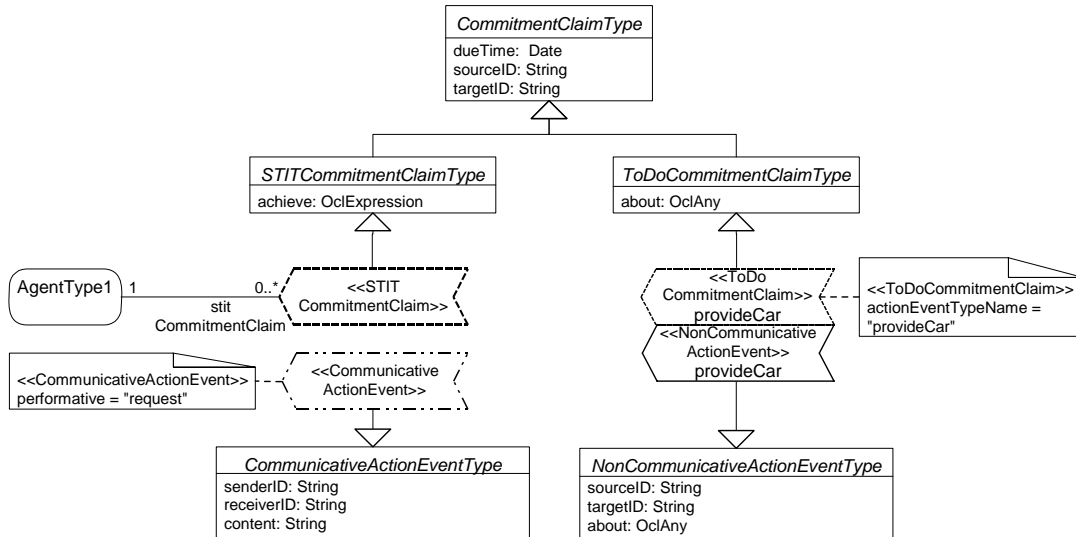 CommitmentClaimType
dueTime:  Date
sourceID: String
targetID: String
STITCommitmentClaimType
achieve: OclExpression
ToDoCommitmentClaimType
about: OclAny
AgentType1
1
0..*
stit
CommitmentClaim
<<STIT
CommitmentClaim>>
<<ToDo
CommitmentClaim>>
provideCar
<<ToDoCommitmentClaim>>
actionEventTypeName =
"provideCar"
<<NonCommunicative
ActionEvent>>
provideCar
<<CommunicativeActionEvent>>
performative = "request"
<<Communicative
ActionEvent>>
CommunicativeActionEventType
senderID: String
receiverID: String
content: String
NonCommunicativeActionEventType
sourceID: String
targetID: String
about: OclAny